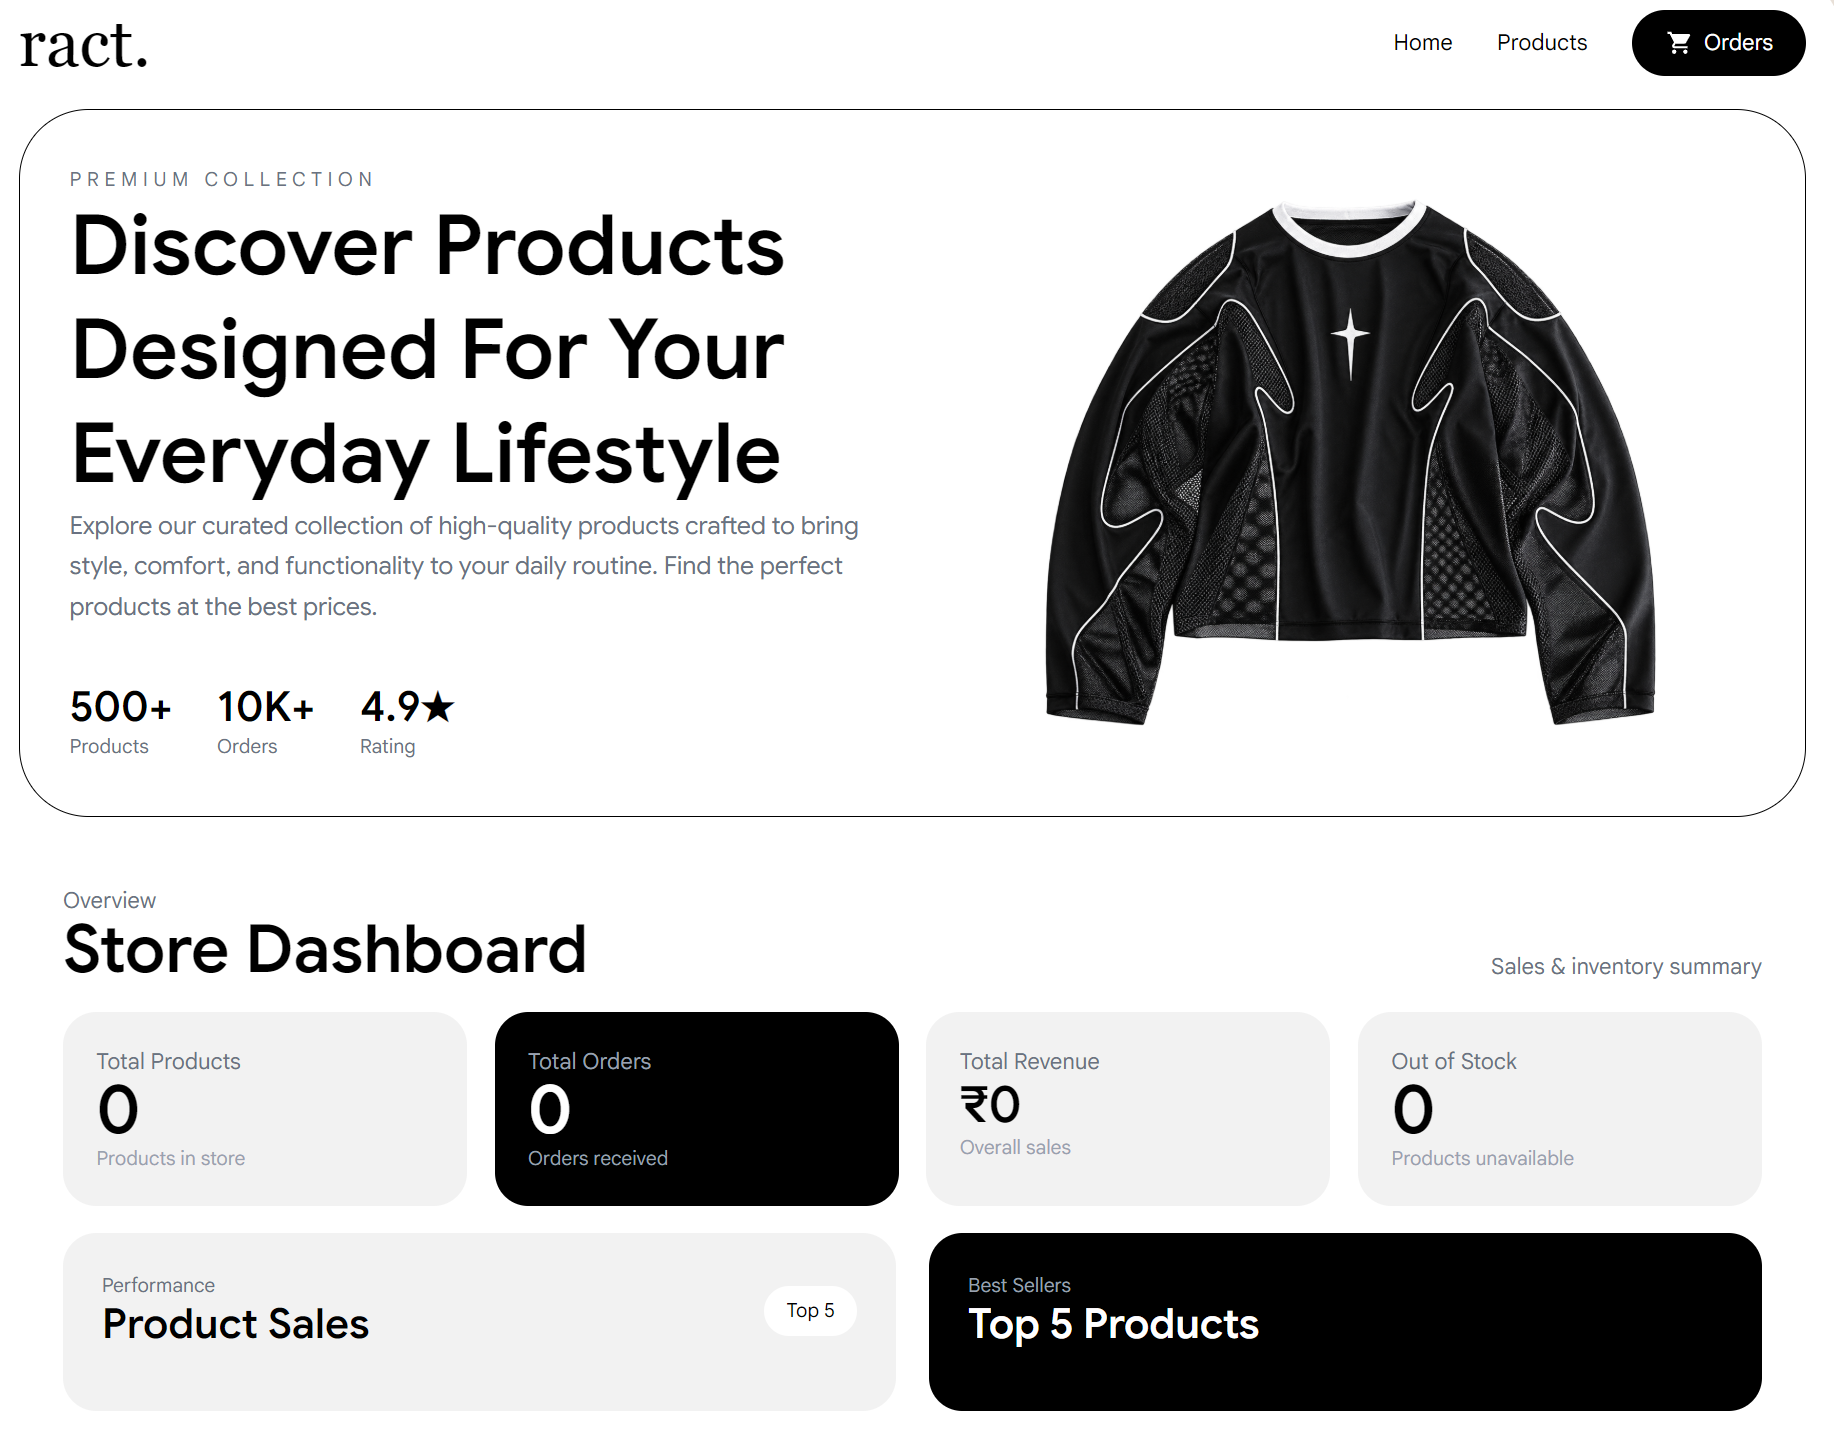 ract.
Home
Products
Orders
PREMIUM COLLECTION
Discover Products
Designed For Your
Everyday Lifestyle
Explore our curated collection of high-quality products crafted to bring
style, comfort, and functionality to your daily routine. Find the perfect
products at the best prices.
500+
Products
10K+
Orders
4.9★
Rating
Overview
Store Dashboard
Sales & inventory summary
Total Products
0
Products in store
Total Orders
0
Orders received
Total Revenue
₹0
Overall sales
Out of Stock
0
Products unavailable
Performance
Product Sales
Top 5
Best Sellers
Top 5 Products